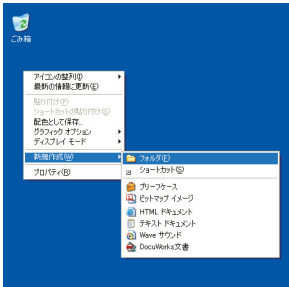 ごみ箱
アイコンの整列(I)
最新の情報に更新(E)
貼り付け(P)
ショートカットの貼り付け(S)
配色として保存...
グラフィック オプション
ディスプレイ モード
新規作成(W)
プロパティ(R)
フォルダ(F)
ショートカット(S)
ブリーフケース
ビットマップ イメージ
HTML ドキュメント
テキスト ドキュメント
Wave サウンド
DocuWorks文書